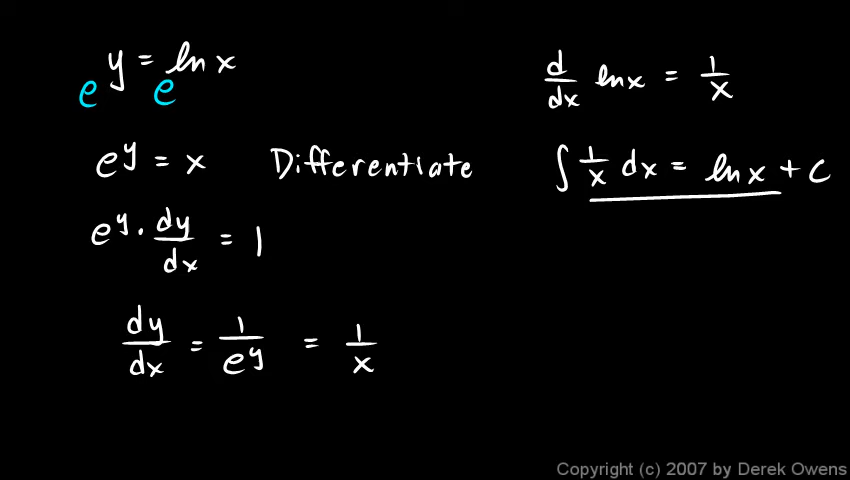 y = ln x
e e
e^y = x Differentiate
e^y · dy/dx = 1
dy/dx = 1/e^y = 1/x
d/dx ln x = 1/x
∫ 1/x dx = ln x + C
Copyright (c) 2007 by Derek Owens